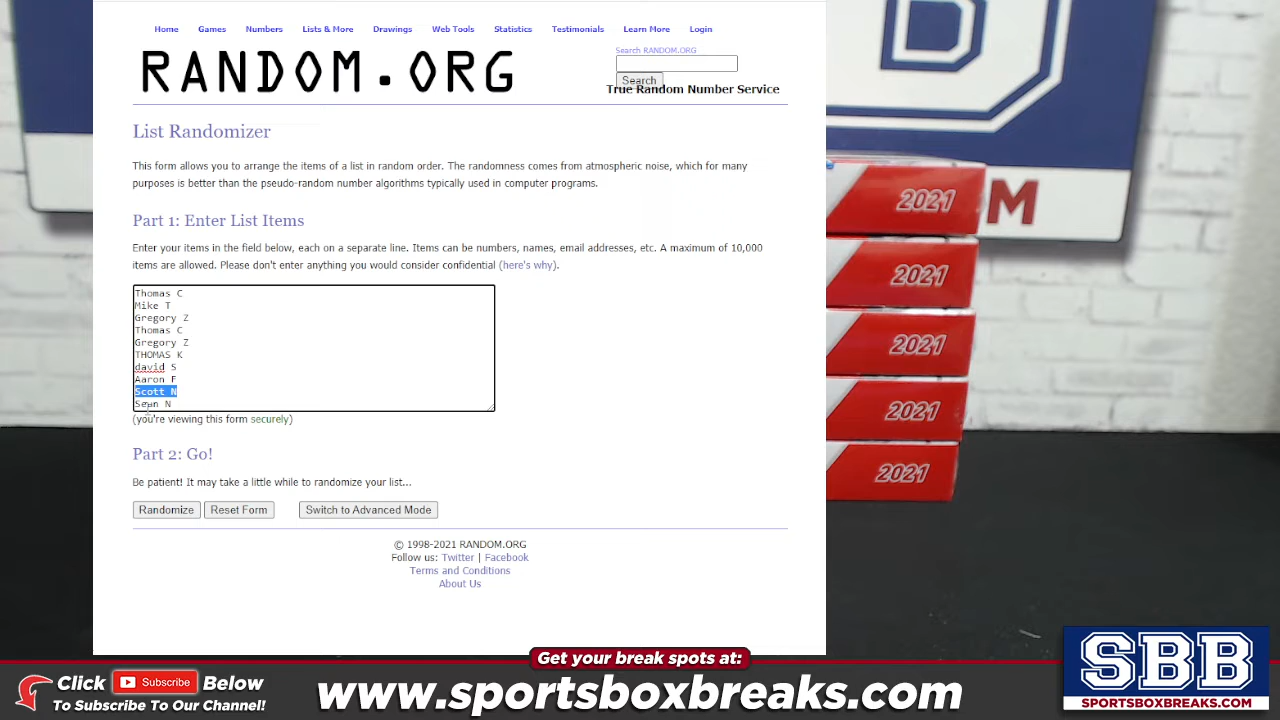 Home Games Numbers Lists & More Drawings Web Tools Statistics Testimonials Learn More Login
RANDOM.ORG
Search RANDOM.ORG
Search
True Random Number Service
List Randomizer
This form allows you to arrange the items of a list in random order. The randomness comes from atmospheric noise, which for many
purposes is better than the pseudo-random number algorithms typically used in computer programs.
Part 1: Enter List Items
Enter your items in the field below, each on a separate line. Items can be numbers, names, email addresses, etc. A maximum of 10,000
items are allowed. Please don't enter anything you would consider confidential (here's why).
Thomas C
Mike T
Gregory Z
Thomas C
Gregory Z
THOMAS K
david S
Aaron F
Scott N
Sean N
(you're viewing this form securely)
Part 2: Go!
Be patient! It may take a little while to randomize your list...
Randomize Reset Form Switch to Advanced Mode
© 1998-2021 RANDOM.ORG
Follow us: Twitter | Facebook
Terms and Conditions
About Us
2021
2021
2021
2021
2021
M
Get your break spots at:
Click Subscribe Below
To Subscribe To Our Channel!
www.sportsboxbreaks.com
SBB
SPORTSBOXBREAKS.COM